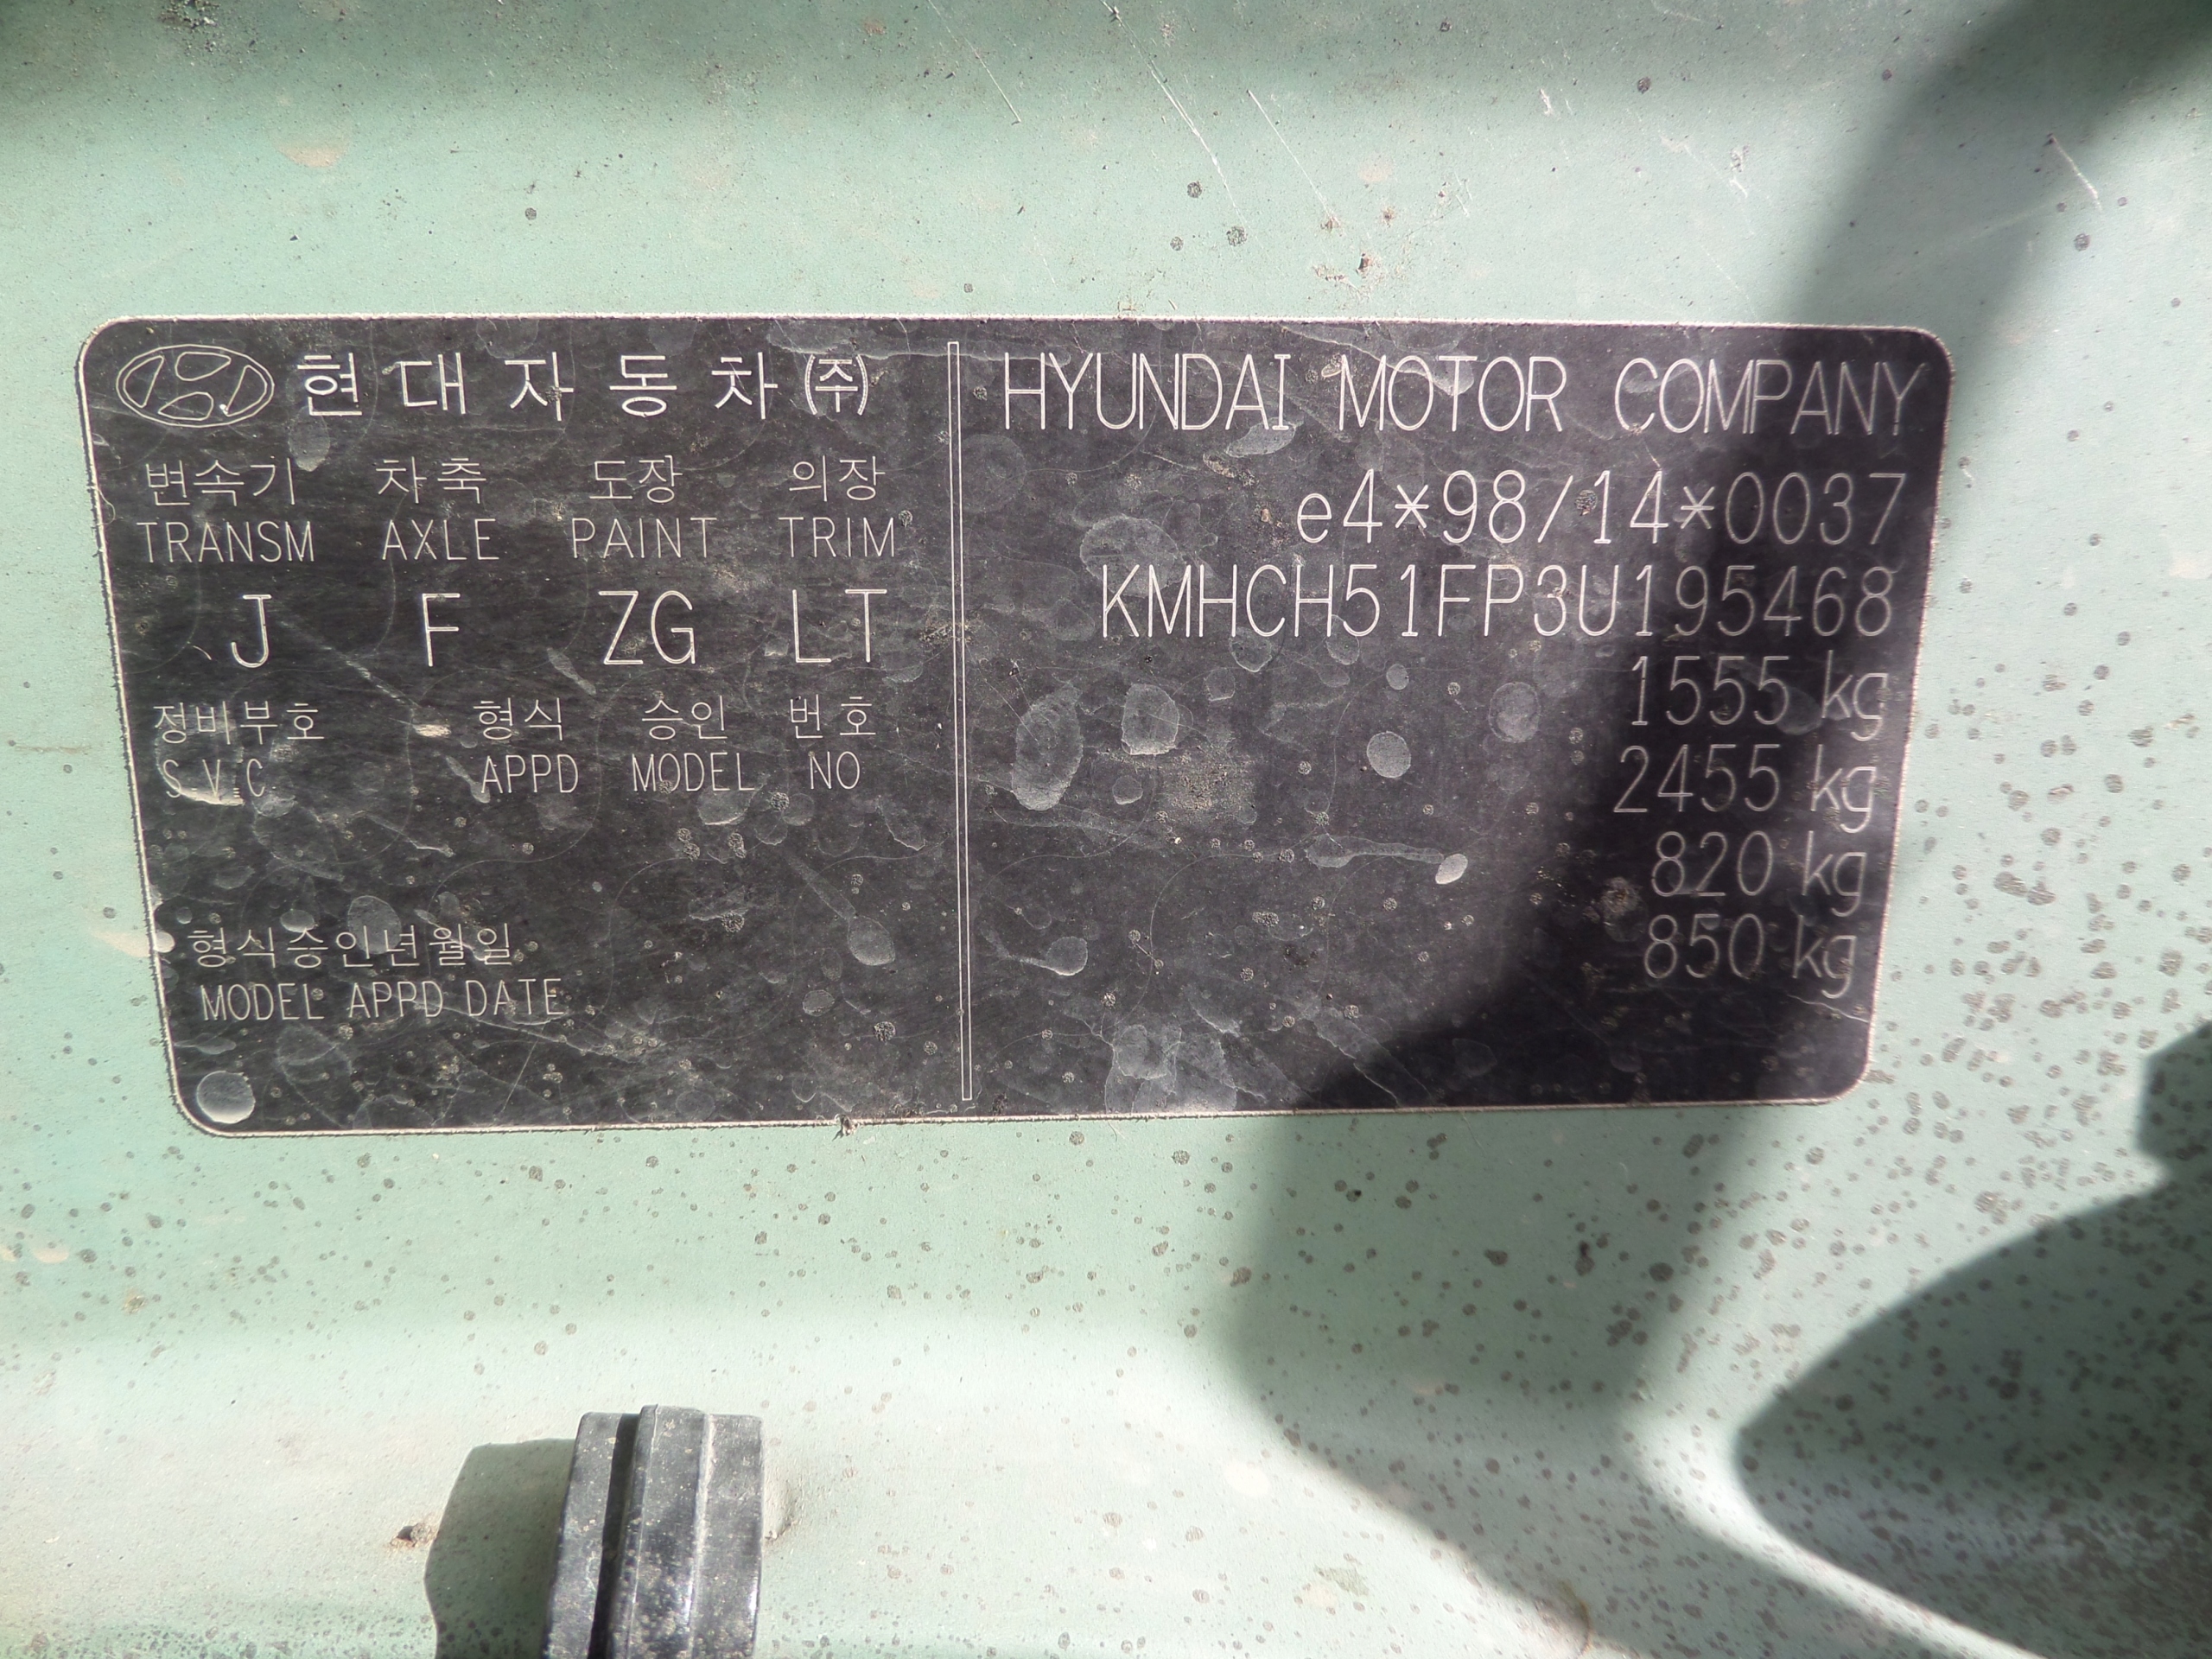 현대자동차㈜
변속기 차축 도장 의장
TRANSM AXLE PAINT TRIM
J F ZG LT
정비부호 형식 승인 번호
S.V.C. APPD MODEL NO
형식승인년월일
MODEL APPD DATE
HYUNDAI MOTOR COMPANY
e4*98/14*0037
KMHCH51FP3U195468
1555 kg
2455 kg
820 kg
850 kg